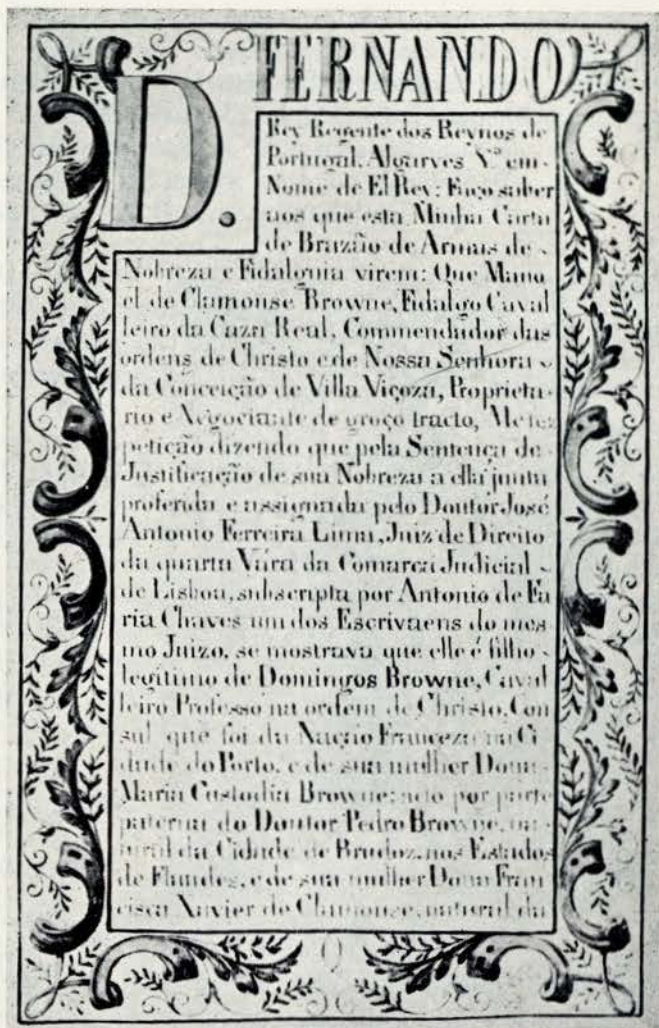 D. FERNANDO
Rey Regente dos Reynos de
Portugal, Algarves &ª em
Nome de El Rey: Faço saber
aos que esta Minha Carta
de Brazão de Armas de
Nobreza e Fidalguia virem: Que Mano
el de Clamouse Browne, Fidalgo Caval
leiro da Caza Real, Commendador das
ordens de Christo e de Nossa Senhora
da Conceição de Villa Viçoza, Proprieta-
rio e Negociante de groço tracto, Me fez
petição dizendo que pela Sentença de
Justificação de sua Nobreza a ella junta
proferida e assignada pelo Doutor José
Antonio Ferreira Lima, Juiz de Direito
da quarta Vara da Comarca Judicial
de Lisboa, subscripta por Antonio de Fa
ria Chaves um dos Escrivaens do mes
mo Juizo, se mostrava que elle é filho
legitimo de Domingos Browne, Caval
leiro Professo na ordem de Christo, Con
sul que foi da Nação Franceza na Ci
dade do Porto, e de sua mulher Dona
Maria Custodia Browne; neto por parte
paterna do Doutor Pedro Browne, na-
tural da Cidade de Brudoz, nos Estados
de Flandes, e de sua mulher Dona Fran
cisca Xavier de Clamouse, natural da